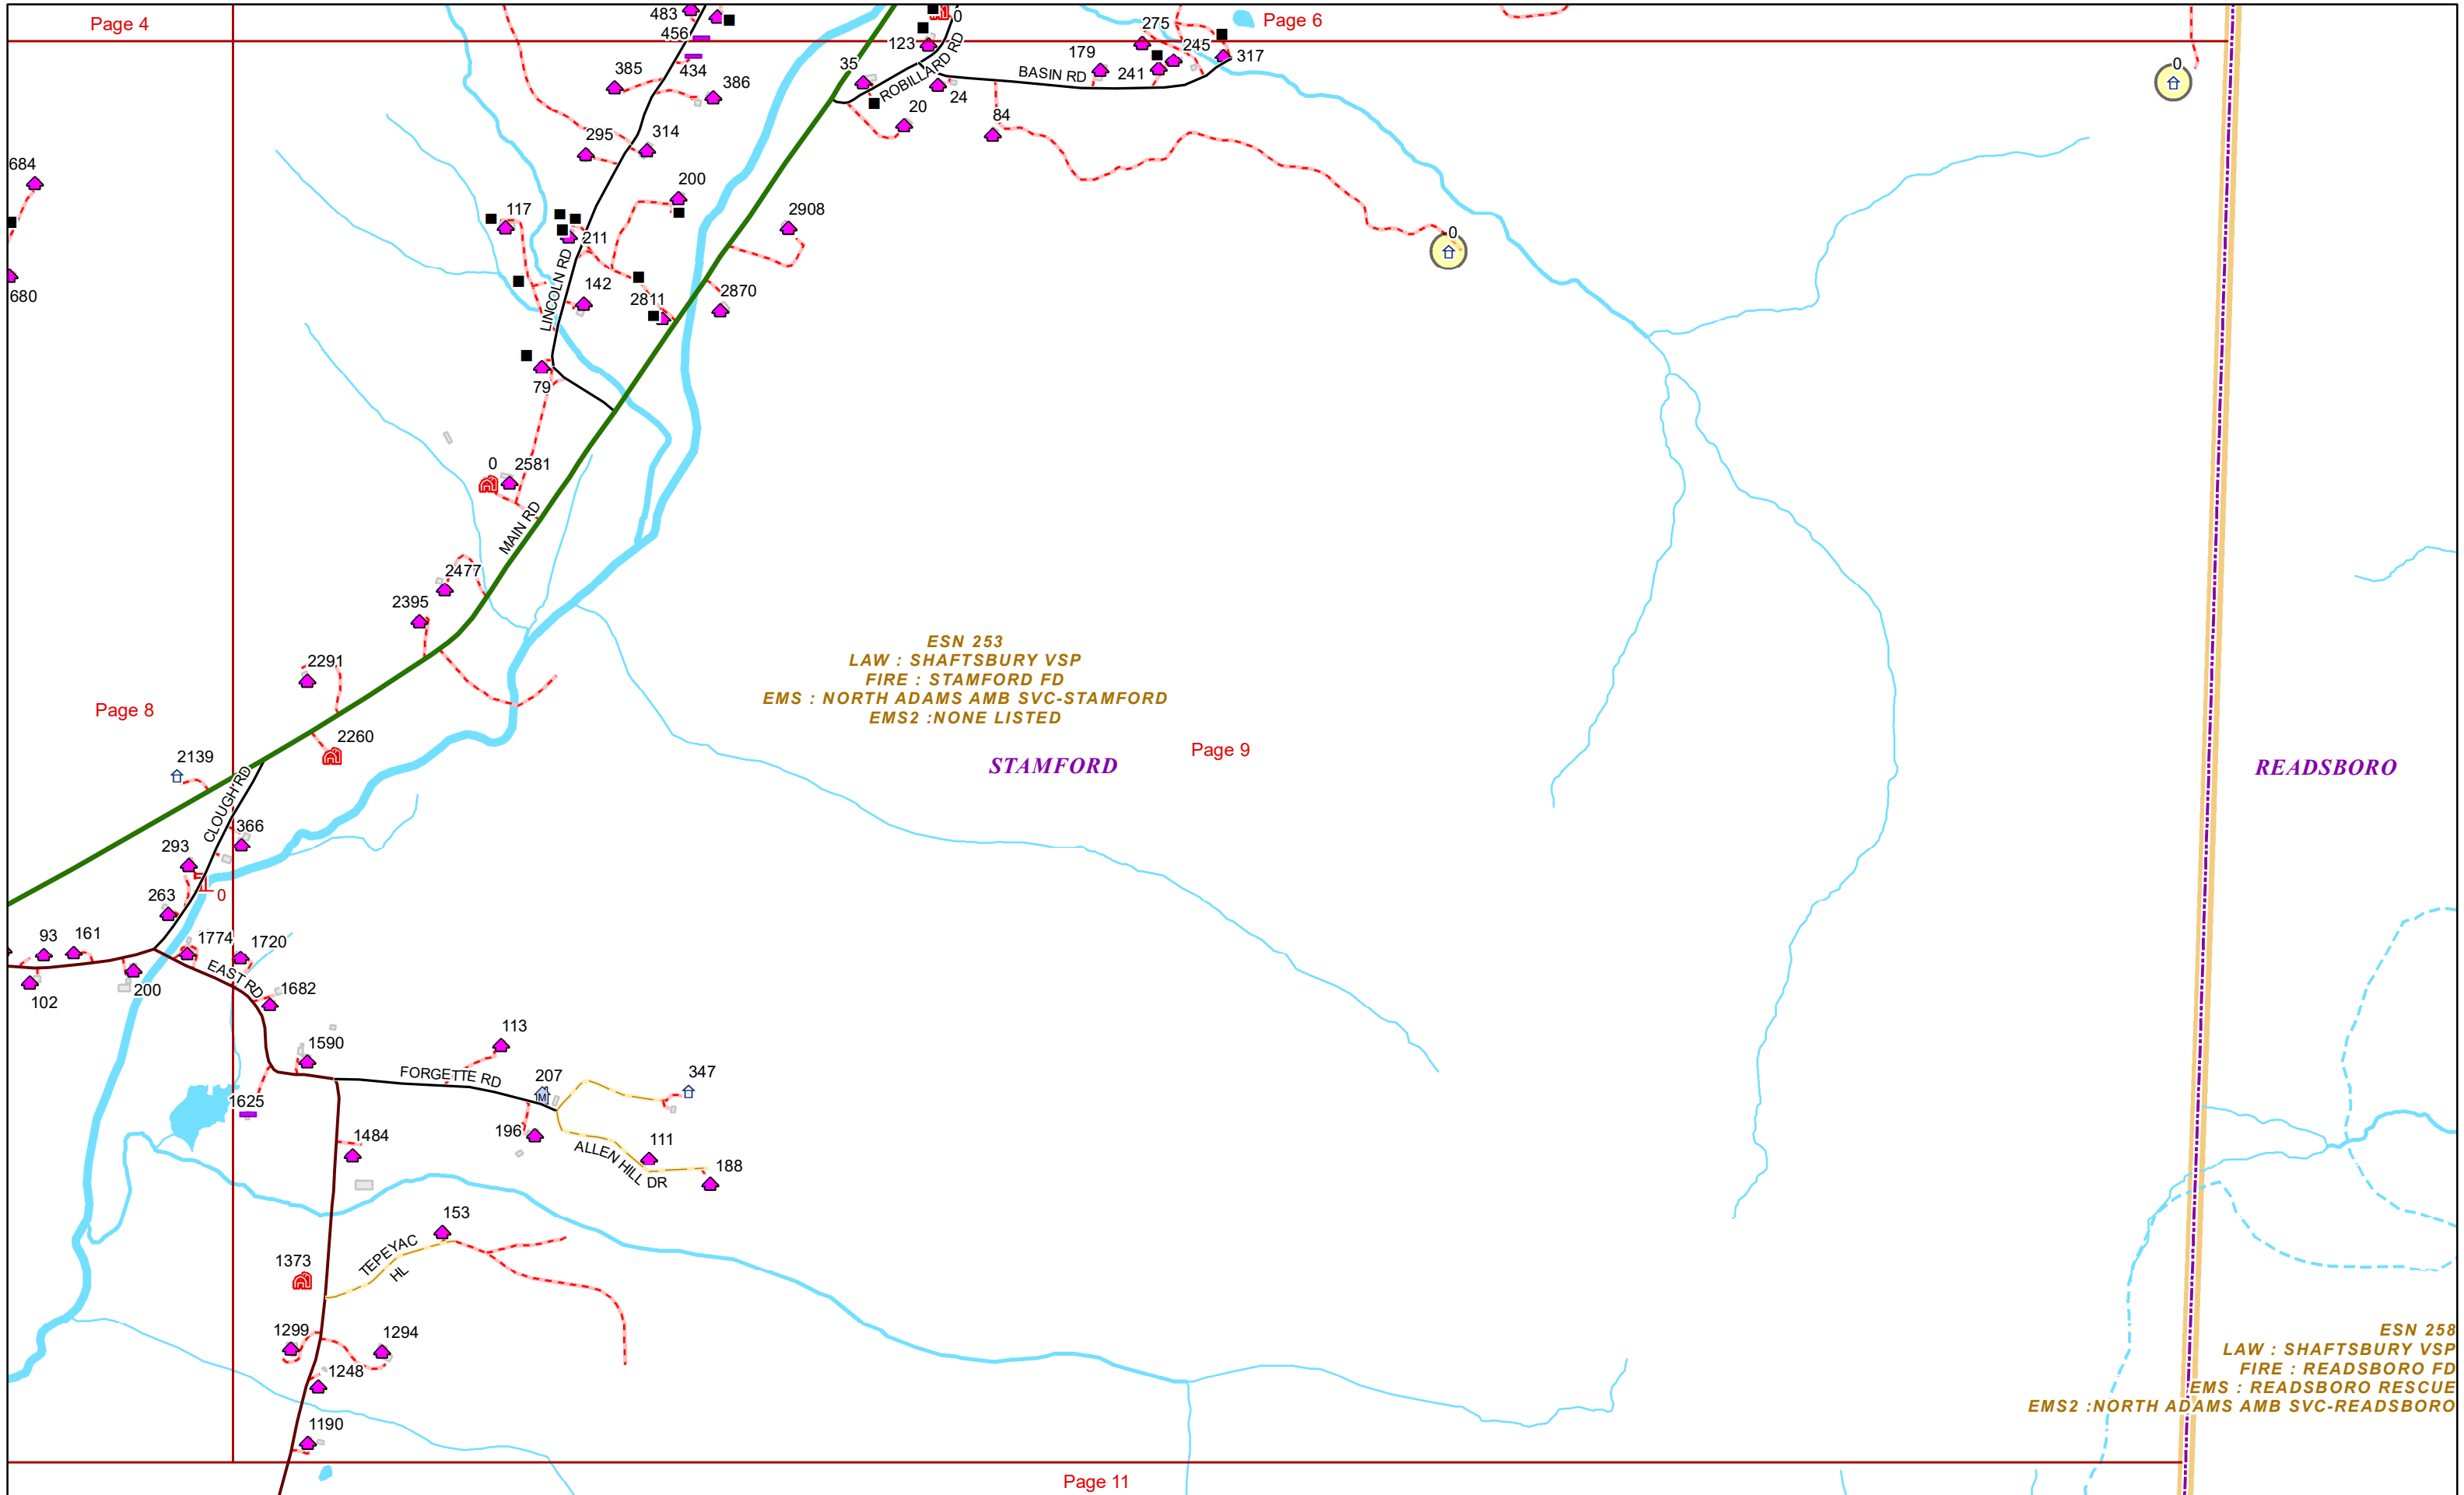 Page 4
483
456
0
123
275
Page 6
179
245
241
317
0
385
434
386
35
ROBILLARD RD
BASIN RD
24
20
84
295
314
684
200
117
2908
211
0
680
LINCOLN RD
142
2811
2870
79
0
2581
MAIN RD
2477
2395
ESN 253
LAW : SHAFTSBURY VSP
FIRE : STAMFORD FD
EMS : NORTH ADAMS AMB SVC-STAMFORD
EMS2 :NONE LISTED
2291
Page 8
2260
Page 9
STAMFORD
READSBORO
2139
CLOUGH RD
366
293
263
0
93
161
1774
1720
EAST RD
102
200
1682
1590
113
FORGETTE RD
207
M
347
1625
1484
196
111
ALLEN HILL DR
188
153
TEPEYAC
HL
1373
1299
1294
1248
1190
ESN 258
LAW : SHAFTSBURY VSP
FIRE : READSBORO FD
EMS : READSBORO RESCUE
EMS2 :NORTH ADAMS AMB SVC-READSBORO
Page 11